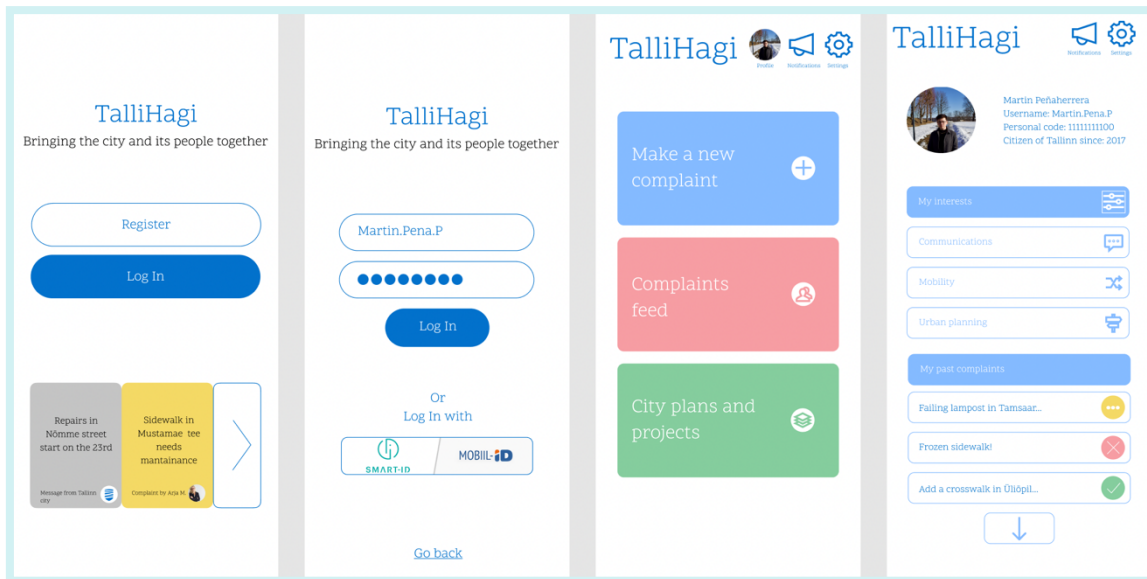 TalliHagi
Bringing the city and its people together
Register
Log In
Repairs in
Nõmme street
start on the 23rd
Message from Tallinn
city
Sidewalk in
Mustamae tee
needs
mantainance
Complaint by Arja M.
TalliHagi
Bringing the city and its people together
Martin.Pena.P
Log In
Or
Log In with
SMART-ID
MOBIIL-iD
Go back
TalliHagi
Profile
Notifications
Settings
Make a new
complaint
Complaints
feed
City plans and
projects
TalliHagi
Notifications
Settings
Martin Peñaherrera
Username: Martin.Pena.P
Personal code: 11111111100
Citizen of Tallinn since: 2017
My interests
Communications
Mobility
Urban planning
My past complaints
Failing lampost in Tamsaar...
Frozen sidewalk!
Add a crosswalk in Üliõpil...